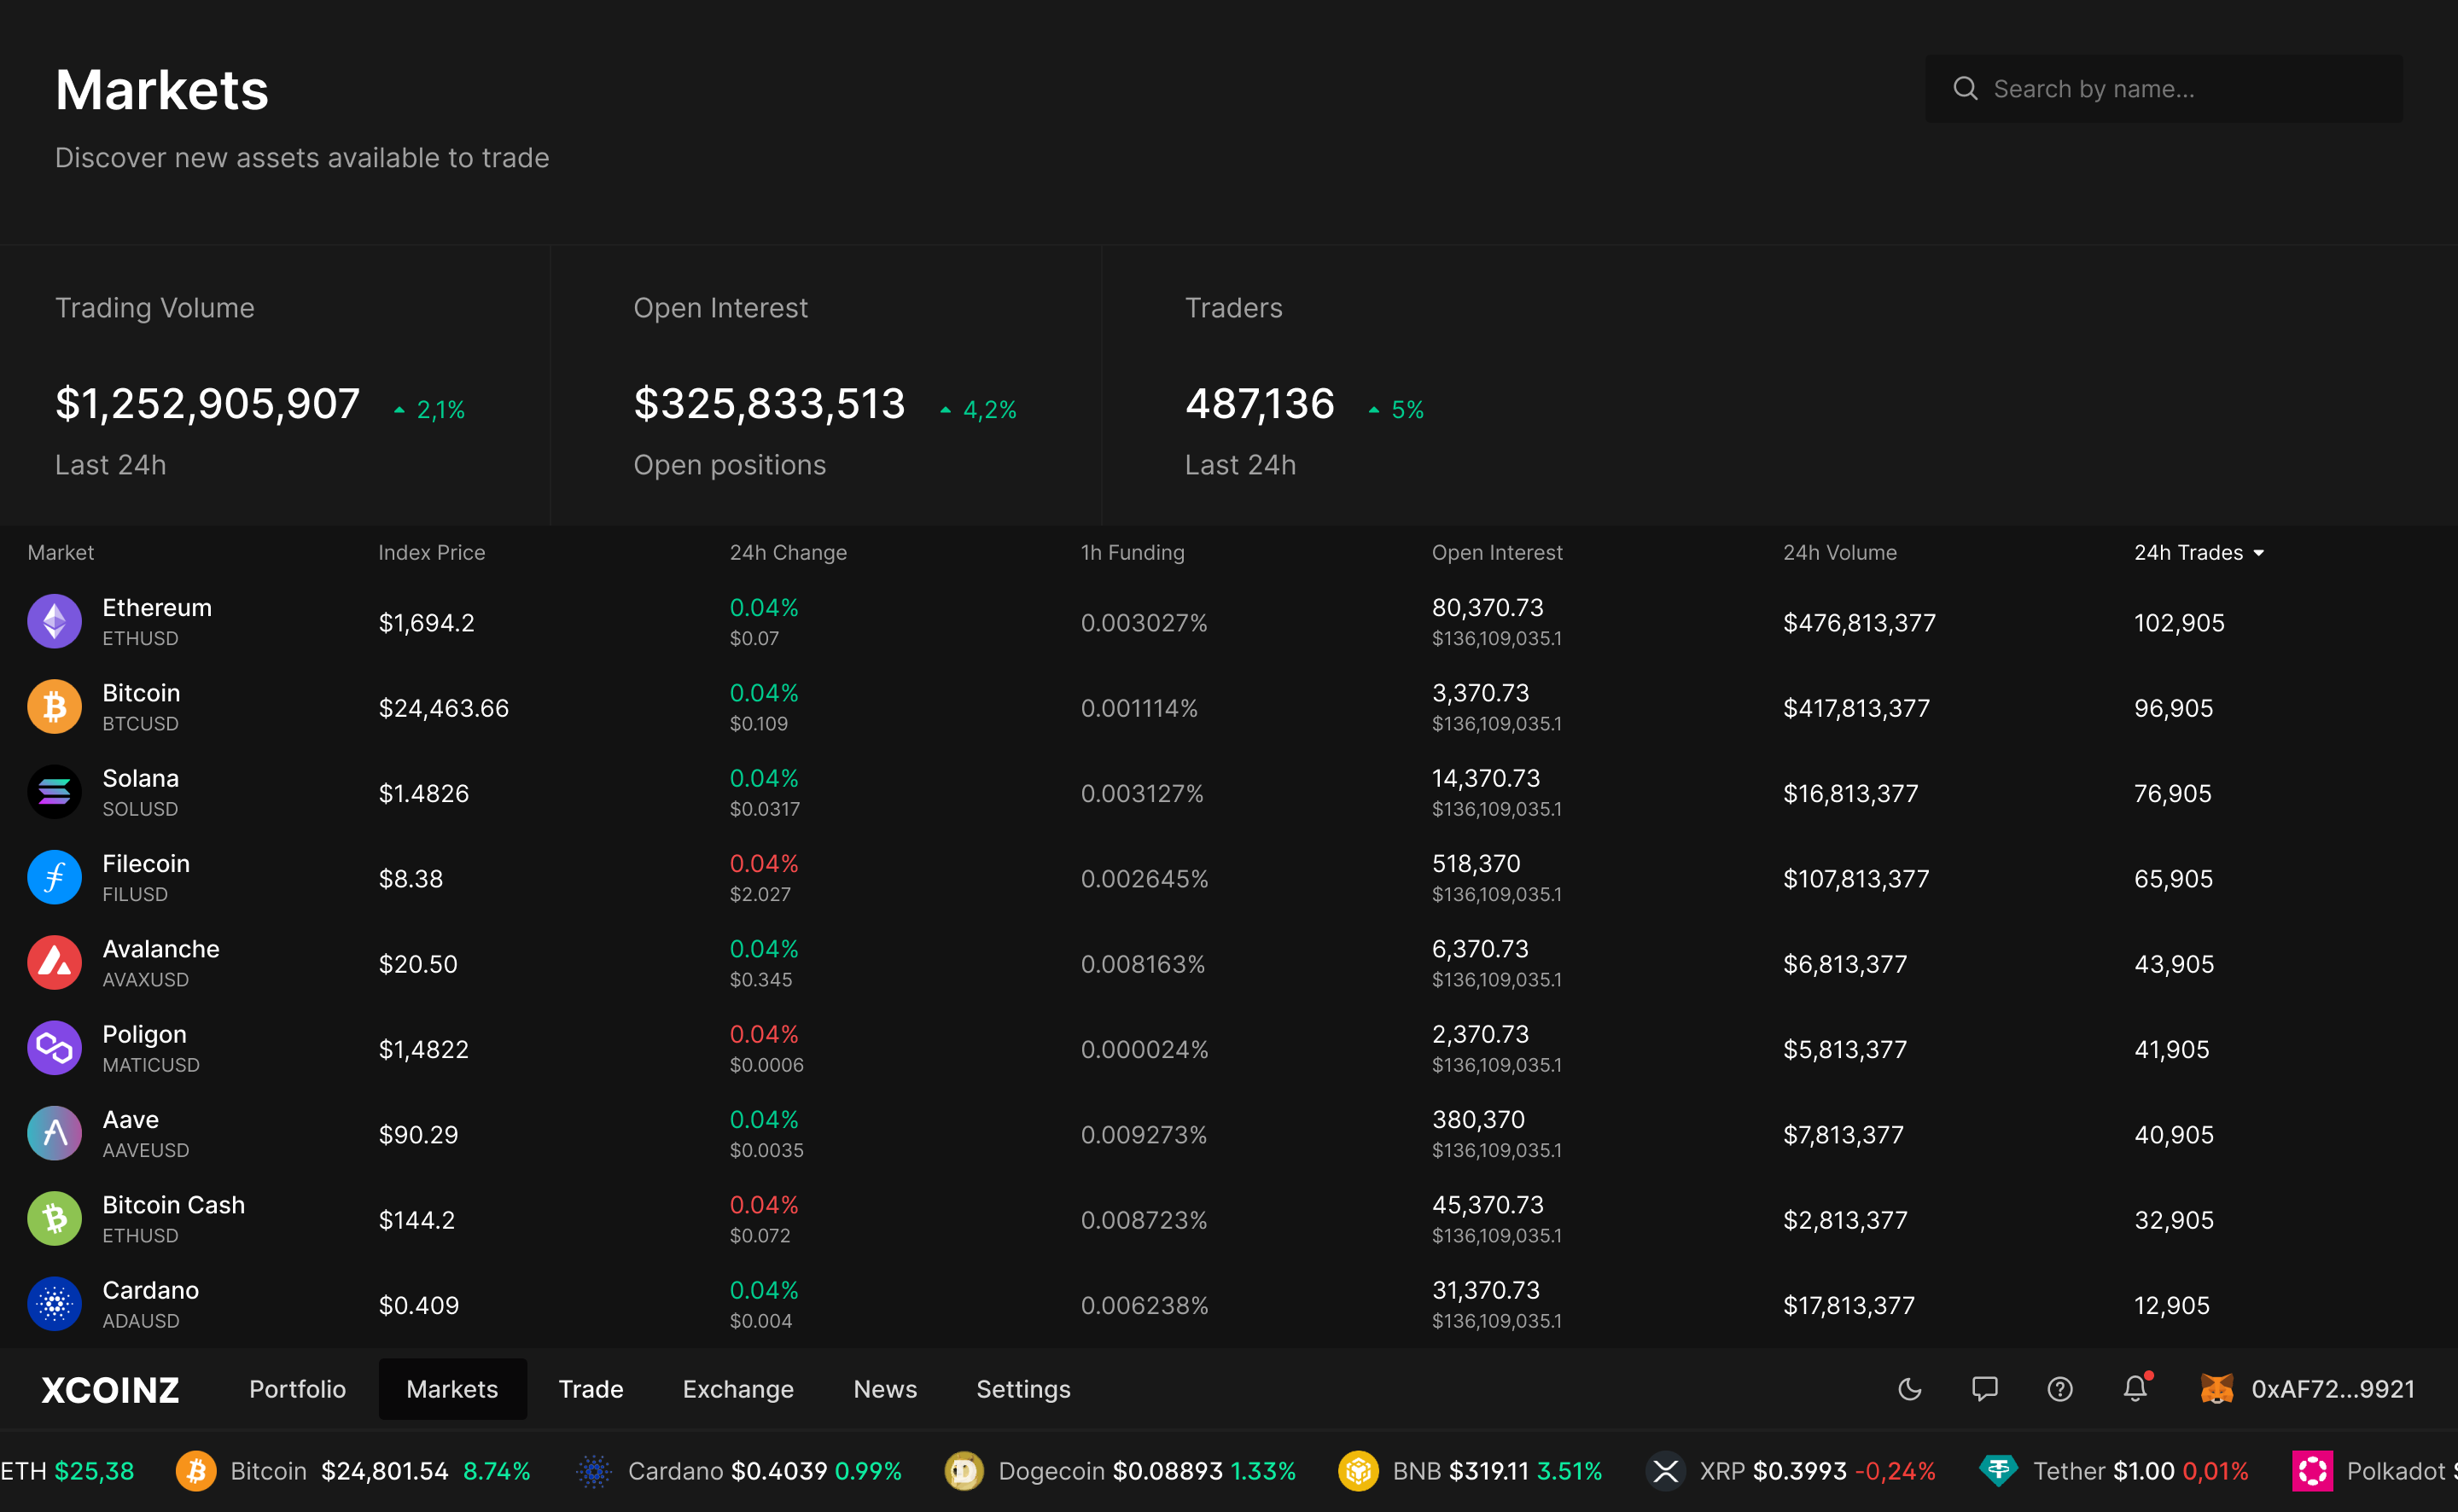 Markets
Search by name...
Discover new assets available to trade
Trading Volume
$1,252,905,907 2,1%
Last 24h
Open Interest
$325,833,513 4,2%
Open positions
Traders
487,136 5%
Last 24h
Market Index Price 24h Change 1h Funding Open Interest 24h Volume 24h Trades
Ethereum 0.04% 80,370.73
$1,694.2 0.003027% $476,813,377 102,905
ETHUSD $0.07 $136,109,035.1
Bitcoin 0.04% 3,370.73
$24,463.66 0.001114% $417,813,377 96,905
BTCUSD $0.109 $136,109,035.1
Solana 0.04% 14,370.73
$1.4826 0.003127% $16,813,377 76,905
SOLUSD $0.0317 $136,109,035.1
Filecoin 0.04% 518,370
$8.38 0.002645% $107,813,377 65,905
FILUSD $2.027 $136,109,035.1
Avalanche 0.04% 6,370.73
$20.50 0.008163% $6,813,377 43,905
AVAXUSD $0.345 $136,109,035.1
Poligon 0.04% 2,370.73
$1,4822 0.000024% $5,813,377 41,905
MATICUSD $0.0006 $136,109,035.1
Aave 0.04% 380,370
$90.29 0.009273% $7,813,377 40,905
AAVEUSD $0.0035 $136,109,035.1
Bitcoin Cash 0.04% 45,370.73
$144.2 0.008723% $2,813,377 32,905
ETHUSD $0.072 $136,109,035.1
Cardano 0.04% 31,370.73
$0.409 0.006238% $17,813,377 12,905
ADAUSD $0.004 $136,109,035.1
XCOINZ Portfolio Markets Trade Exchange News Settings 0xAF72...9921
ETH $25,38 Bitcoin $24,801.54 8.74% Cardano $0.4039 0.99% Dogecoin $0.08893 1.33% BNB $319.11 3.51% XRP $0.3993 -0,24% Tether $1.00 0,01% Polkadot